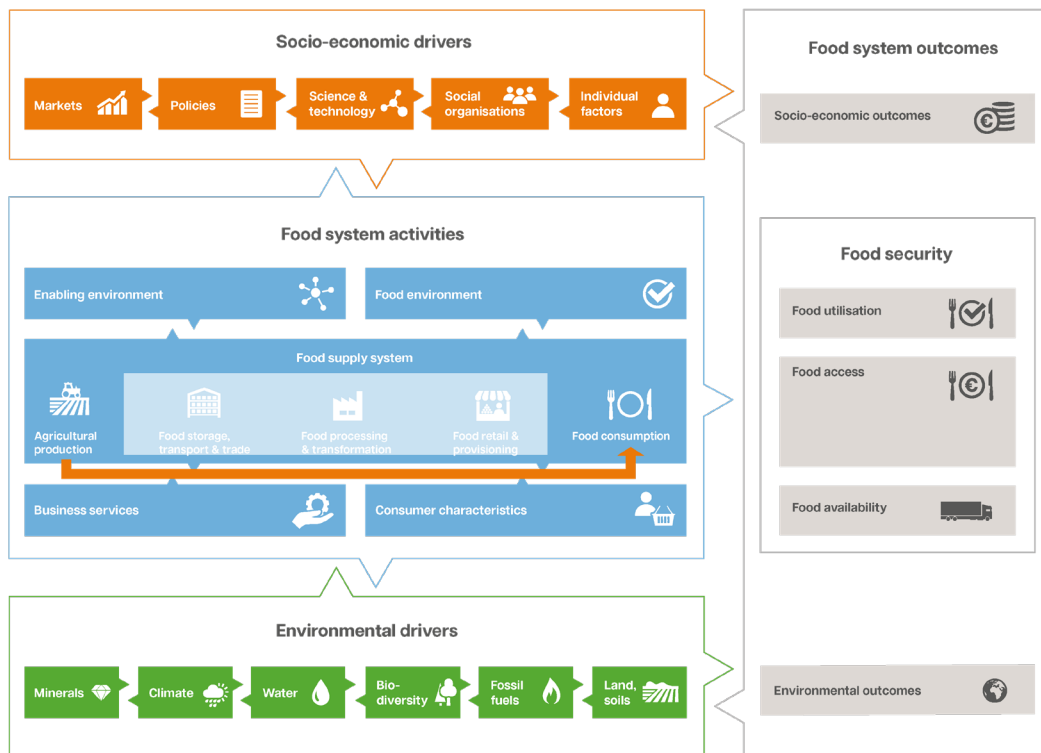 Socio-economic drivers
Markets
Policies
Science &
technology
Social
organisations
Individual
factors
Food system outcomes
Socio-economic outcomes
Food system activities
Enabling environment
Food environment
Food supply system
Agricultural
production
Food storage,
transport & trade
Food processing
& transformation
Food retail &
provisioning
Food consumption
Business services
Consumer characteristics
Food security
Food utilisation
Food access
Food availability
Environmental drivers
Minerals
Climate
Water
Bio-
diversity
Fossil
fuels
Land,
soils
Environmental outcomes